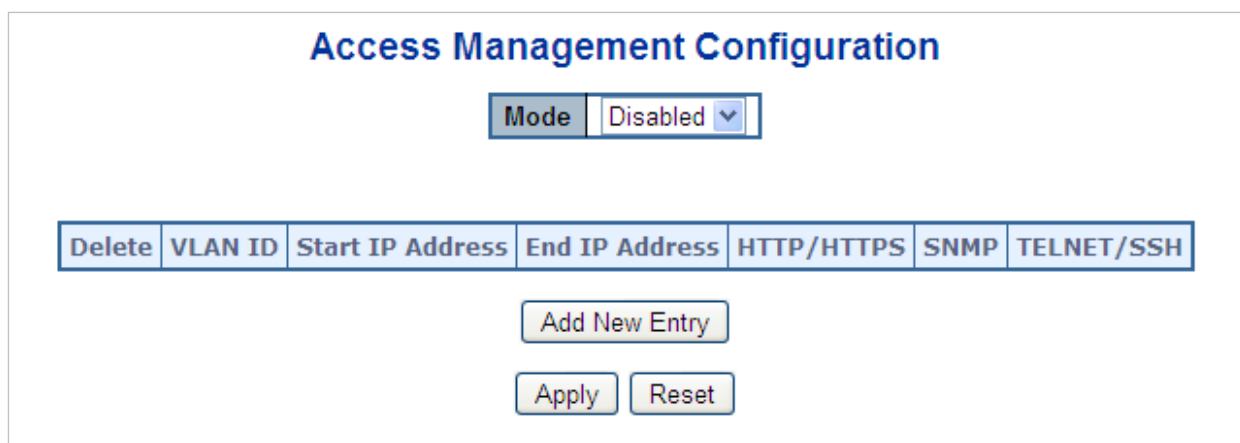 Access Management Configuration
Mode Disabled
Delete VLAN ID Start IP Address End IP Address HTTP/HTTPS SNMP TELNET/SSH
Add New Entry
Apply Reset